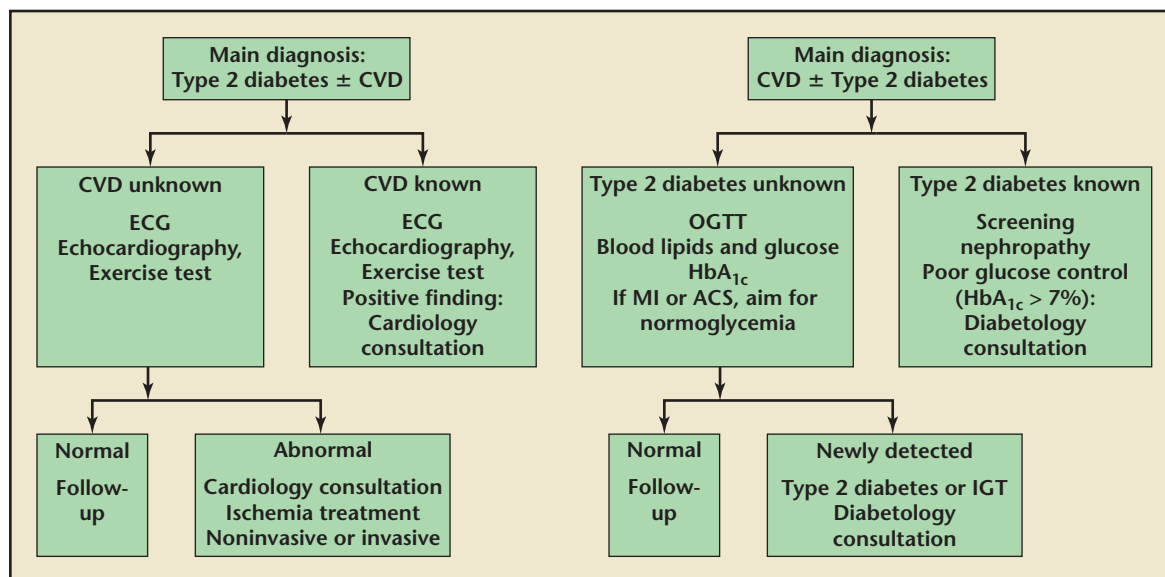 Main diagnosis:
Type 2 diabetes ± CVD
CVD unknown
ECG
Echocardiography,
Exercise test
CVD known
ECG
Echocardiography,
Exercise test
Positive finding:
Cardiology
consultation
Normal
Follow-
up
Abnormal
Cardiology consultation
Ischemia treatment
Noninvasive or invasive
Main diagnosis:
CVD ± Type 2 diabetes
Type 2 diabetes unknown
OGTT
Blood lipids and glucose
HbA1c
If MI or ACS, aim for
normoglycemia
Type 2 diabetes known
Screening
nephropathy
Poor glucose control
(HbA1c > 7%):
Diabetology
consultation
Normal
Follow-
up
Newly detected
Type 2 diabetes or IGT
Diabetology
consultation